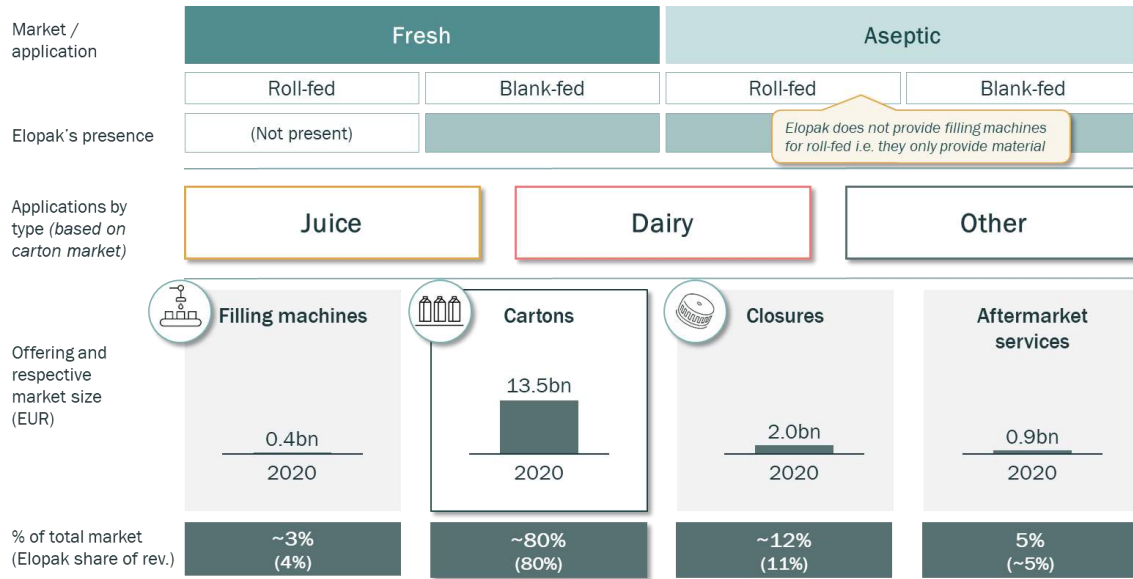 Market /
application
Fresh
Aseptic
Roll-fed
Blank-fed
Roll-fed
Blank-fed
Elopak's presence
(Not present)
Elopak does not provide filling machines
for roll-fed i.e. they only provide material
Applications by
type (based on
carton market)
Juice
Dairy
Other
Offering and
respective
market size
(EUR)
Filling machines
0.4bn
2020
Cartons
13.5bn
2020
Closures
2.0bn
2020
Aftermarket
services
0.9bn
2020
% of total market
(Elopak share of rev.)
~3%
(4%)
~80%
(80%)
~12%
(11%)
5%
(~5%)